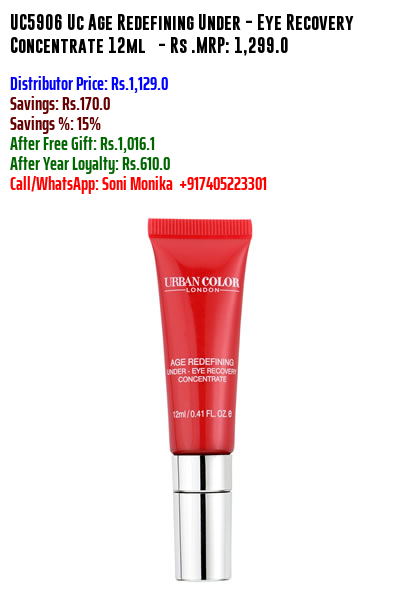 UC5906 Uc Age Redefining Under - Eye Recovery
Concentrate 12ml - Rs .MRP: 1,299.0
Distributor Price: Rs.1,129.0
Savings: Rs.170.0
Savings %: 15%
After Free Gift: Rs.1,016.1
After Year Loyalty: Rs.610.0
Call/WhatsApp: Soni Monika +917405223301
URBAN COLOR
LONDON
AGE REDEFINING
UNDER - EYE RECOVERY
CONCENTRATE
12ml / 0.41 FL. OZ. e